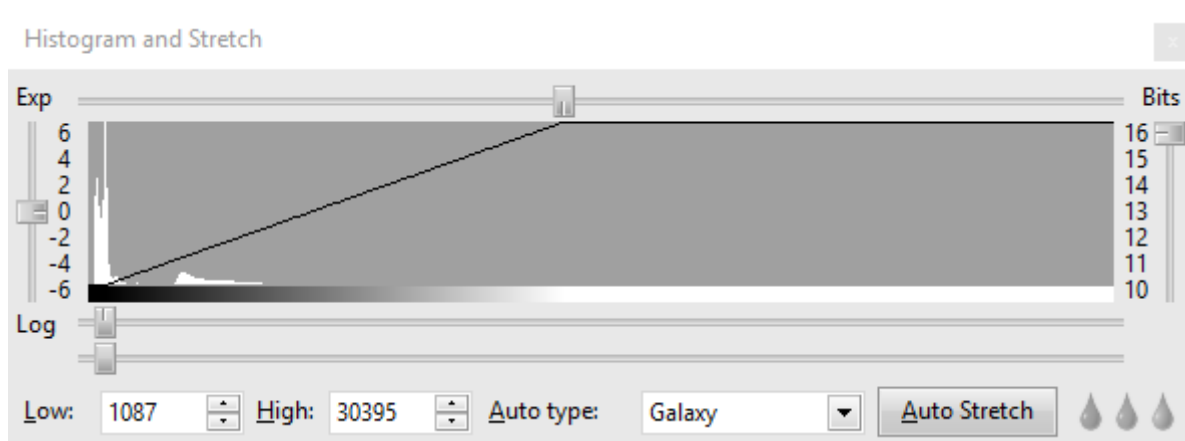 Histogram and Stretch
x
Exp Bits
6 16
4 15
2 14
0 13
-2 12
-4 11
-6 10
Log
Low: 1087 High: 30395 Auto type: Galaxy Auto Stretch